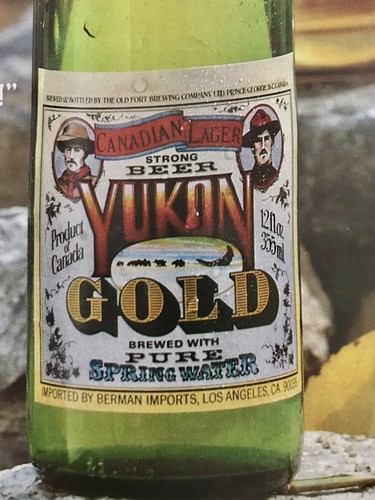 !"
BREWED & BOTTLED BY THE OLD FORT BREWING COMPANY LTD. PRINCE GEORGE, B.C. CANADA
CANADIAN LAGER
STRONG
BEER
YUKON
Product
of
Canada
12 fl.oz.
355 ml
GOLD
BREWED WITH
PURE
SPRING WATER
IMPORTED BY BERMAN IMPORTS, LOS ANGELES, CA.